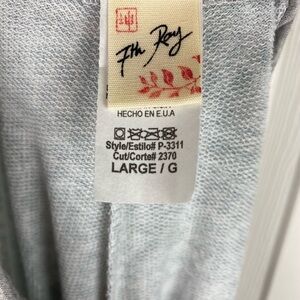 7th Ray
HECHO EN E.U.A
Style/Estilo# P-3311
Cut/Corte# 2370
LARGE / G